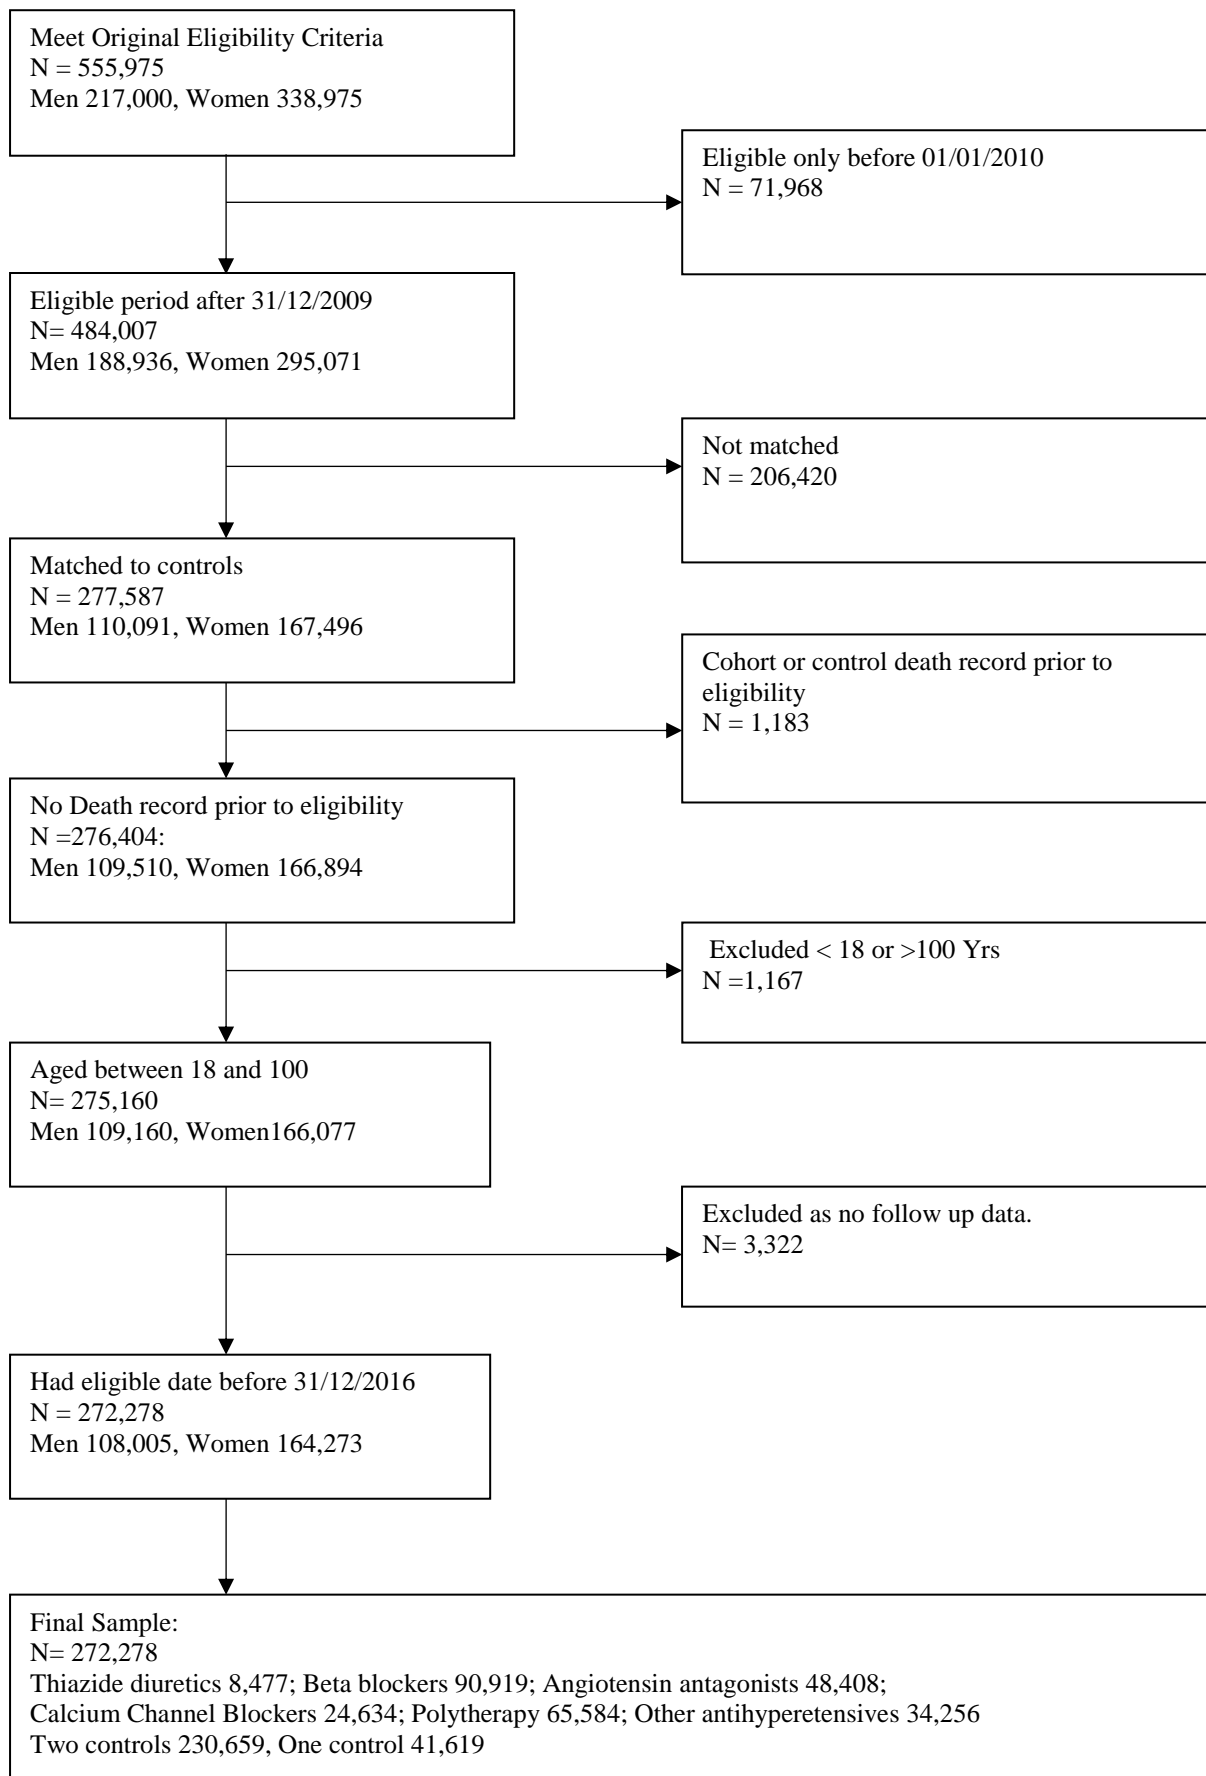 Meet Original Eligibility Criteria
N = 555,975
Men 217,000, Women 338,975
Eligible only before 01/01/2010
N = 71,968
Eligible period after 31/12/2009
N= 484,007
Men 188,936, Women 295,071
Not matched
N = 206,420
Matched to controls
N = 277,587
Men 110,091, Women 167,496
Cohort or control death record prior to
eligibility
N = 1,183
No Death record prior to eligibility
N =276,404:
Men 109,510, Women 166,894
Excluded < 18 or >100 Yrs
N =1,167
Aged between 18 and 100
N= 275,160
Men 109,160, Women166,077
Excluded as no follow up data.
N= 3,322
Had eligible date before 31/12/2016
N = 272,278
Men 108,005, Women 164,273
Final Sample:
N= 272,278
Thiazide diuretics 8,477; Beta blockers 90,919; Angiotensin antagonists 48,408;
Calcium Channel Blockers 24,634; Polytherapy 65,584; Other antihyperetensives 34,256
Two controls 230,659, One control 41,619